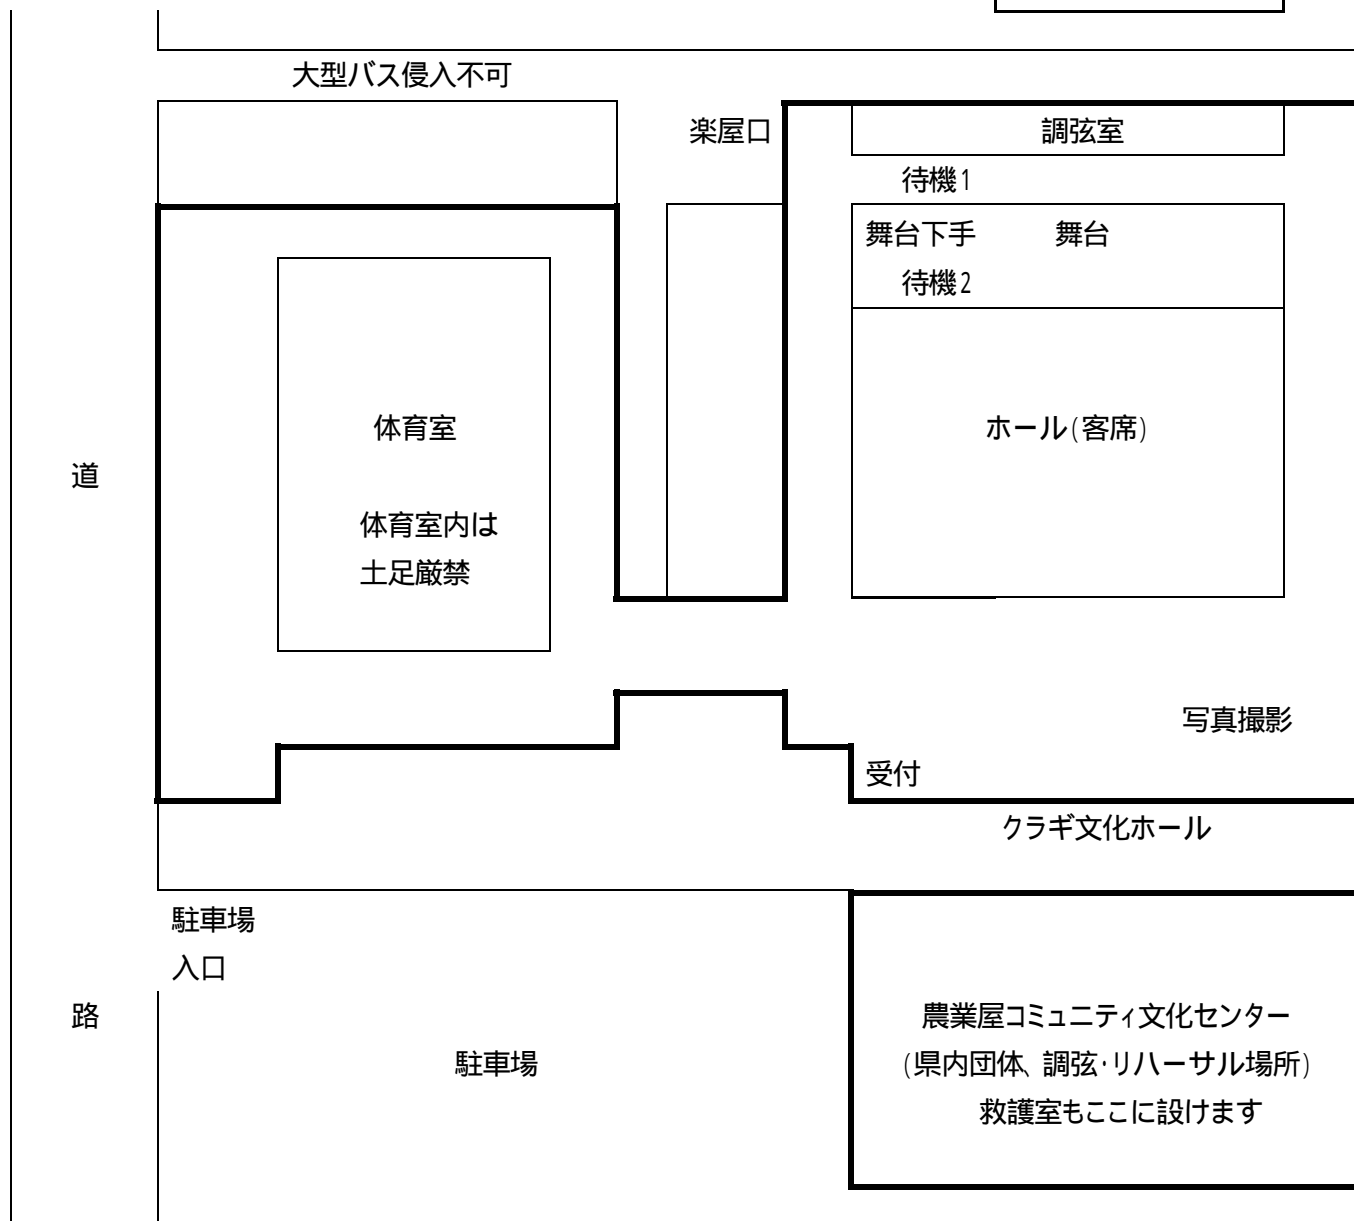 大型バス侵入不可
楽屋口
調弦室
待機1
舞台下手 舞台
待機2
体育室
ホール(客席)
道
体育室内は
土足厳禁
写真撮影
受付
クラギ文化ホール
駐車場
入口
路
農業屋コミュニティ文化センター
駐車場
(県内団体、調弦・リハーサル場所)
救護室もここに設けます